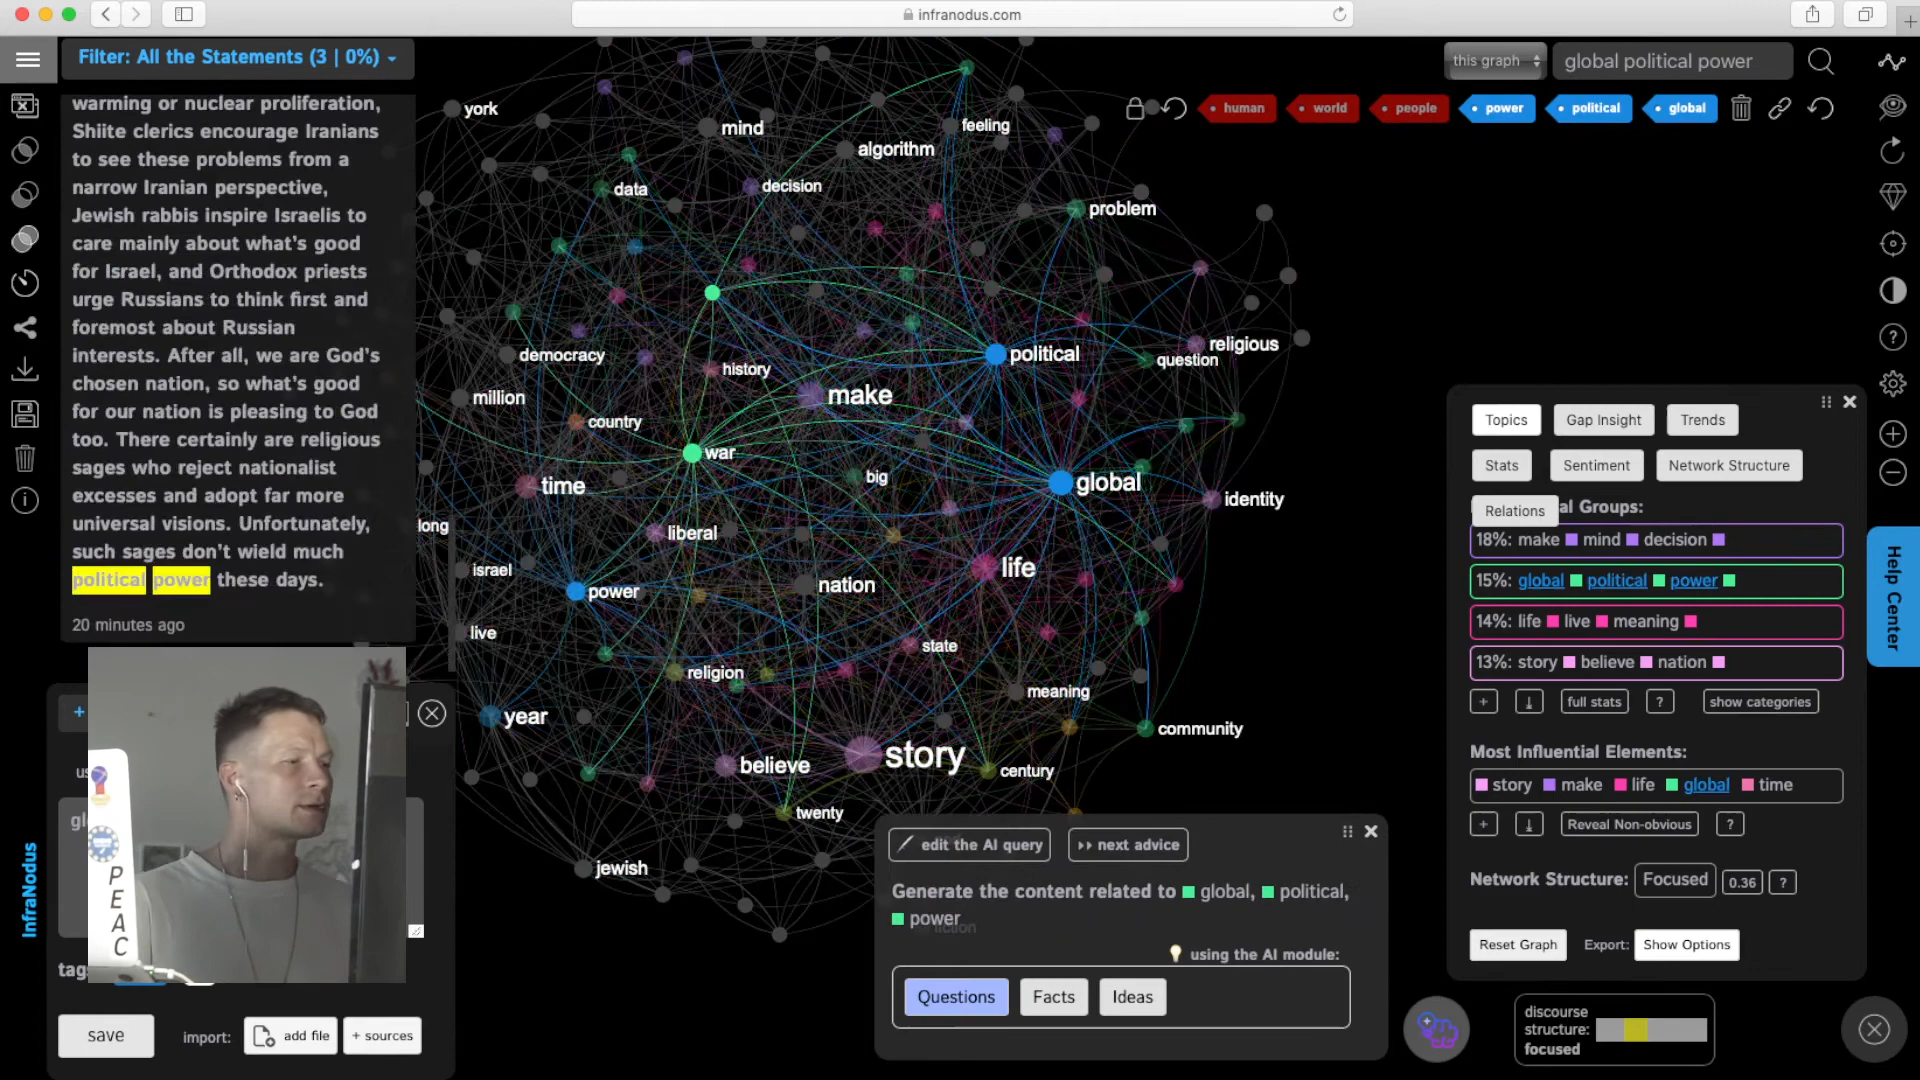 infranodus.com
Filter: All the Statements (3 | 0%)
this graph
global political power
human
world
people
power
political
global
warming or nuclear proliferation,
Shiite clerics encourage Iranians
to see these problems from a
narrow Iranian perspective,
Jewish rabbis inspire Israelis to
care mainly about what's good
for Israel, and Orthodox priests
urge Russians to think first and
foremost about Russian
interests. After all, we are God's
chosen nation, so what's good
for our nation is pleasing to God
too. There certainly are religious
sages who reject nationalist
excesses and adopt far more
universal visions. Unfortunately,
such sages don't wield much
political power these days.
20 minutes ago
york
mind
feeling
algorithm
data
decision
problem
political
religious
question
democracy
history
make
million
country
war
big
global
time
identity
long
liberal
life
israel
nation
power
live
state
religion
meaning
year
community
story
believe
century
twenty
jewish
Topics
Gap Insight
Trends
Stats
Sentiment
Network Structure
Relations
al Groups:
18%: make mind decision
15%: global political power
14%: life live meaning
13%: story believe nation
+
full stats
?
show categories
Most Influential Elements:
story make life global time
+
Reveal Non-obvious
?
Network Structure: Focused 0.36 ?
Reset Graph
Export:
Show Options
Help Center
edit the AI query
next advice
Generate the content related to global, political,
power
using the AI module:
Questions
Facts
Ideas
discourse
structure:
focused
InfraNodus
+
us
gl
P
E
A
C
tags
save
import:
add file
+ sources